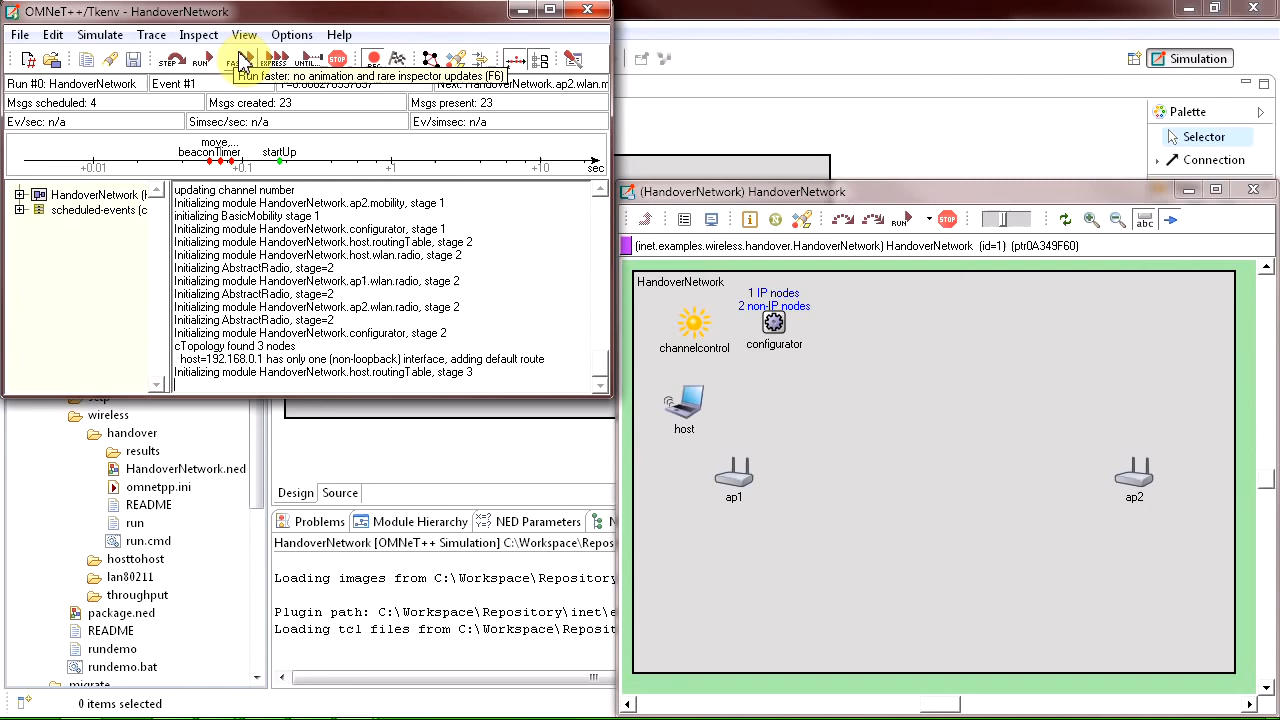 OMNeT++/Tkenv - HandoverNetwork
File Edit Simulate Trace Inspect View Options Help
STEP RUN EXPRESS UNTIL... STOP
Run faster: no animation and rare inspector updates (F6)
Run #0: HandoverNetwork Event #1 Next: HandoverNetwork.ap2.wlan.m
Msgs scheduled: 4 Msgs created: 23 Msgs present: 23
Ev/sec: n/a Simsec/sec: n/a Ev/simsec: n/a
move...
beaconTimer startUp
+0.01 +0.1 +1 +10 sec
HandoverNetwork (
scheduled-events (c
updating channel number
Initializing module HandoverNetwork.ap2.mobility, stage 1
initializing BasicMobility stage 1
Initializing module HandoverNetwork.configurator, stage 1
Initializing module HandoverNetwork.host.routingTable, stage 2
Initializing module HandoverNetwork.host.wlan.radio, stage 2
Initializing AbstractRadio, stage=2
Initializing module HandoverNetwork.ap1.wlan.radio, stage 2
Initializing AbstractRadio, stage=2
Initializing module HandoverNetwork.ap2.wlan.radio, stage 2
Initializing AbstractRadio, stage=2
Initializing module HandoverNetwork.configurator, stage 2
cTopology found 3 nodes
host=192.168.0.1 has only one (non-loopback) interface, adding default route
Initializing module HandoverNetwork.host.routingTable, stage 3
wireless
handover
results
HandoverNetwork.ned
omnetpp.ini
README
run
run.cmd
hosttohost
lan80211
throughput
package.ned
README
rundemo
rundemo.bat
migrate
0 items selected
Design Source
Problems Module Hierarchy NED Parameters N
HandoverNetwork [OMNeT++ Simulation] C:\Workspace\Repos
Loading images from C:\Workspace\Repository
Plugin path: C:\Workspace\Repository\inet\e
Loading tcl files from C:\Workspace\Reposit
Simulation
Palette
Selector
Connection
(HandoverNetwork) HandoverNetwork
RUN STOP abc
(inet.examples.wireless.handover.HandoverNetwork) HandoverNetwork (id=1) (ptr0A349F60)
HandoverNetwork
1 IP nodes
2 non-IP nodes
channelcontrol
configurator
host
ap1
ap2